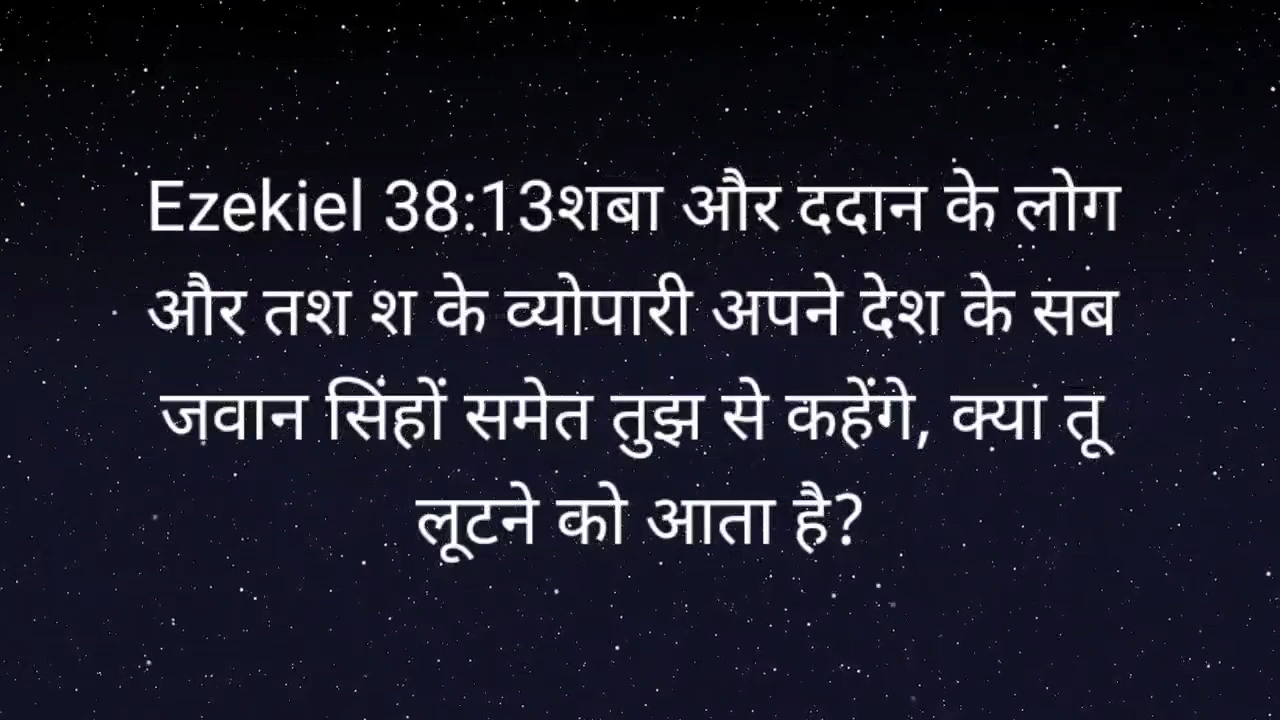 Ezekiel 38:13शबा और ददान के लोग
और तश श के व्योपारी अपने देश के सब
जवान सिंहों समेत तुझ से कहेंगे, क्या तू
लूटने को आता है?